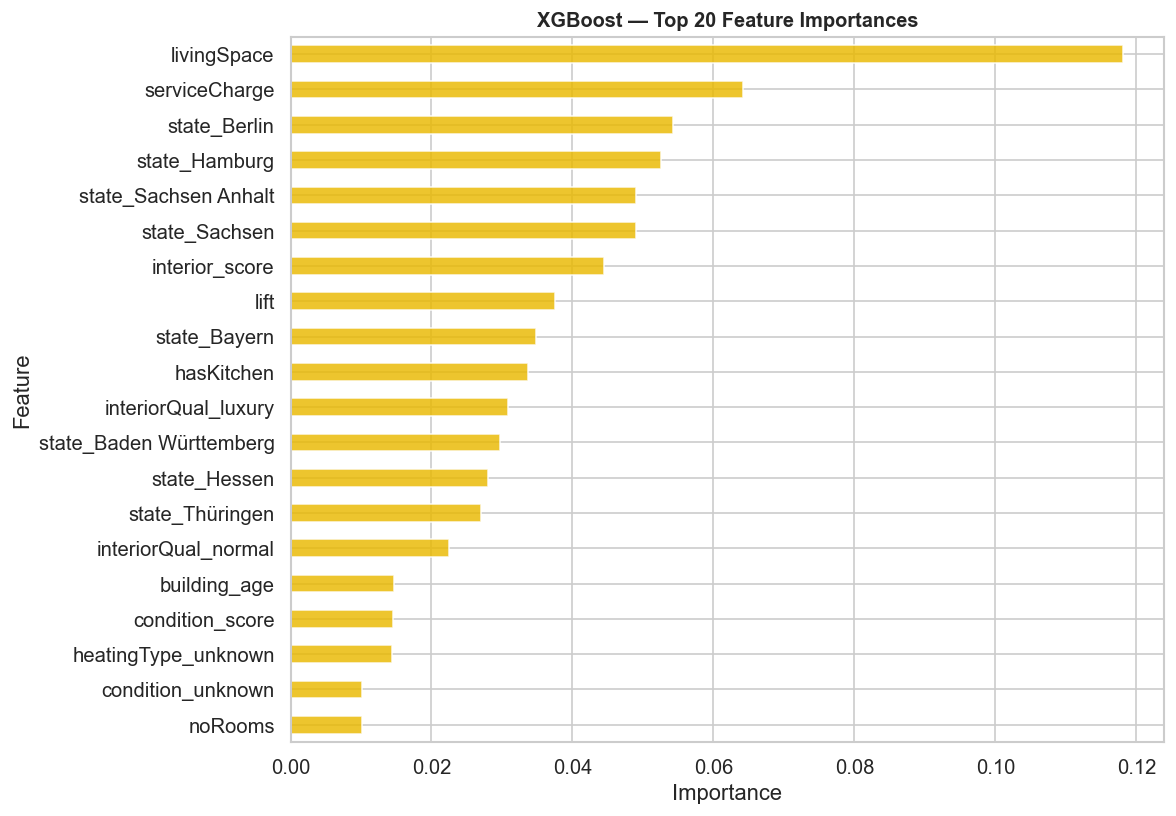 XGBoost — Top 20 Feature Importances
Feature
livingSpace
serviceCharge
state_Berlin
state_Hamburg
state_Sachsen Anhalt
state_Sachsen
interior_score
lift
state_Bayern
hasKitchen
interiorQual_luxury
state_Baden Württemberg
state_Hessen
state_Thüringen
interiorQual_normal
building_age
condition_score
heatingType_unknown
condition_unknown
noRooms
0.00 0.02 0.04 0.06 0.08 0.10 0.12
Importance